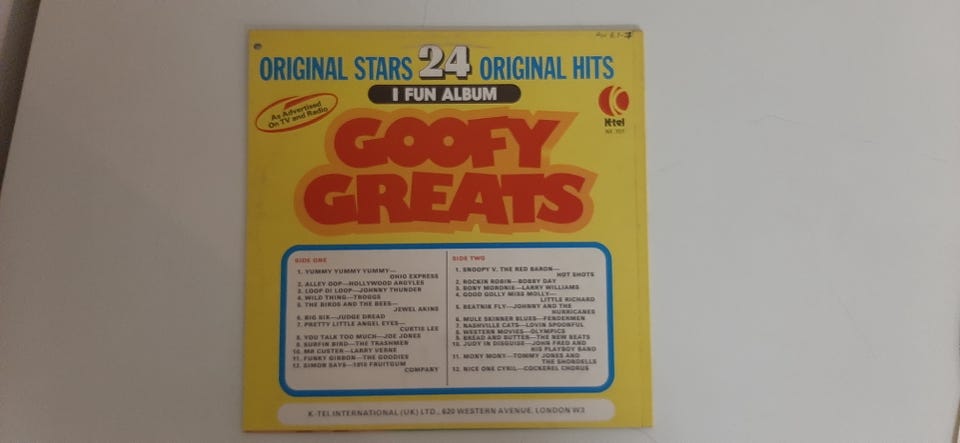 ORIGINAL STARS 24 ORIGINAL HITS
1 FUN ALBUM
As Advertised
On TV and Radio
K-tel
NE 707
GOOFY
GREATS
SIDE ONE
1. YUMMY YUMMY YUMMY—
OHIO EXPRESS
2. ALLEY OOP—HOLLYWOOD ARGYLES
3. LOOP DI LOOP—JOHNNY THUNDER
4. WILD THING—TROGGS
5. THE BIRDS AND THE BEES—
JEWEL AKINS
6. BIG SIX—JUDGE DREAD
7. PRETTY LITTLE ANGEL EYES—
CURTIS LEE
8. YOU TALK TOO MUCH—JOE JONES
9. SURFIN BIRD—THE TRASHMEN
10. MR CUSTER—LARRY VERNE
11. FUNKY GIBBON—THE GOODIES
12. SIMON SAYS—1910 FRUITGUM
COMPANY
SIDE TWO
1. SNOOPY V. THE RED BARON—
HOT SHOTS
2. ROCKIN ROBIN—BOBBY DAY
3. BONY MORONIE—LARRY WILLIAMS
4. GOOD GOLLY MISS MOLLY—
LITTLE RICHARD
5. BEATNIK FLY—JOHNNY AND THE
HURRICANES
6. MULE SKINNER BLUES—FENDERMEN
7. NASHVILLE CATS—LOVIN SPOONFUL
8. WESTERN MOVIES—OLYMPICS
9. BREAD AND BUTTER—THE NEW BEATS
10. JUDY IN DISGUISE—JOHN FRED AND
HIS PLAYBOY BAND
11. MONY MONY—TOMMY JONES AND
THE SHONDELLS
12. NICE ONE CYRIL—COCKEREL CHORUS
K-TEL INTERNATIONAL (UK) LTD., 620 WESTERN AVENUE, LONDON W3